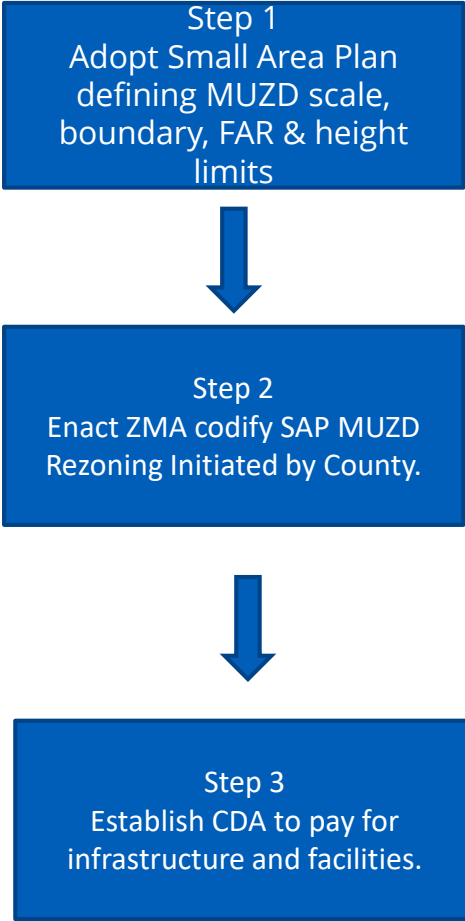 Step 1
Adopt Small Area Plan
defining MUZD scale,
boundary, FAR & height
limits
Step 2
Enact ZMA codify SAP MUZD
Rezoning Initiated by County.
Step 3
Establish CDA to pay for
infrastructure and facilities.